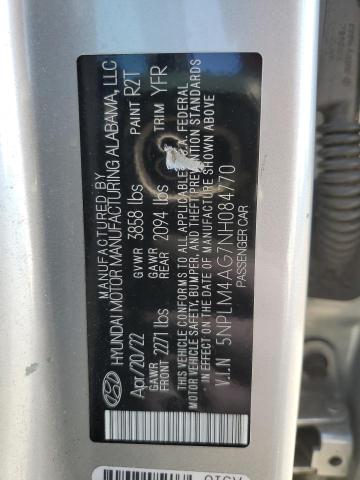 MANUFACTURED BY
HYUNDAI MOTOR MANUFACTURING ALABAMA, LLC
Apr/20/22 GVWR 3858 lbs PAINT R2T
GAWR FRONT 2271 lbs GAWR REAR 2094 lbs TRIM YFR
THIS VEHICLE CONFORMS TO ALL APPLICABLE U.S.A. FEDERAL
MOTOR VEHICLE SAFETY, BUMPER, AND THEFT PREVENTION STANDARDS
IN EFFECT ON THE DATE OF MANUFACTURE SHOWN ABOVE
V.I.N 5NPLM4AG7NH084770
PASSENGER CAR